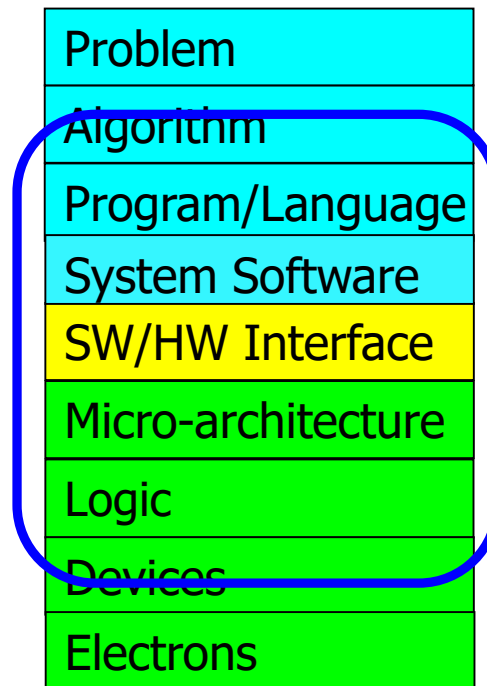 Problem
Algorithm
Program/Language
System Software
SW/HW Interface
Micro-architecture
Logic
Devices
Electrons